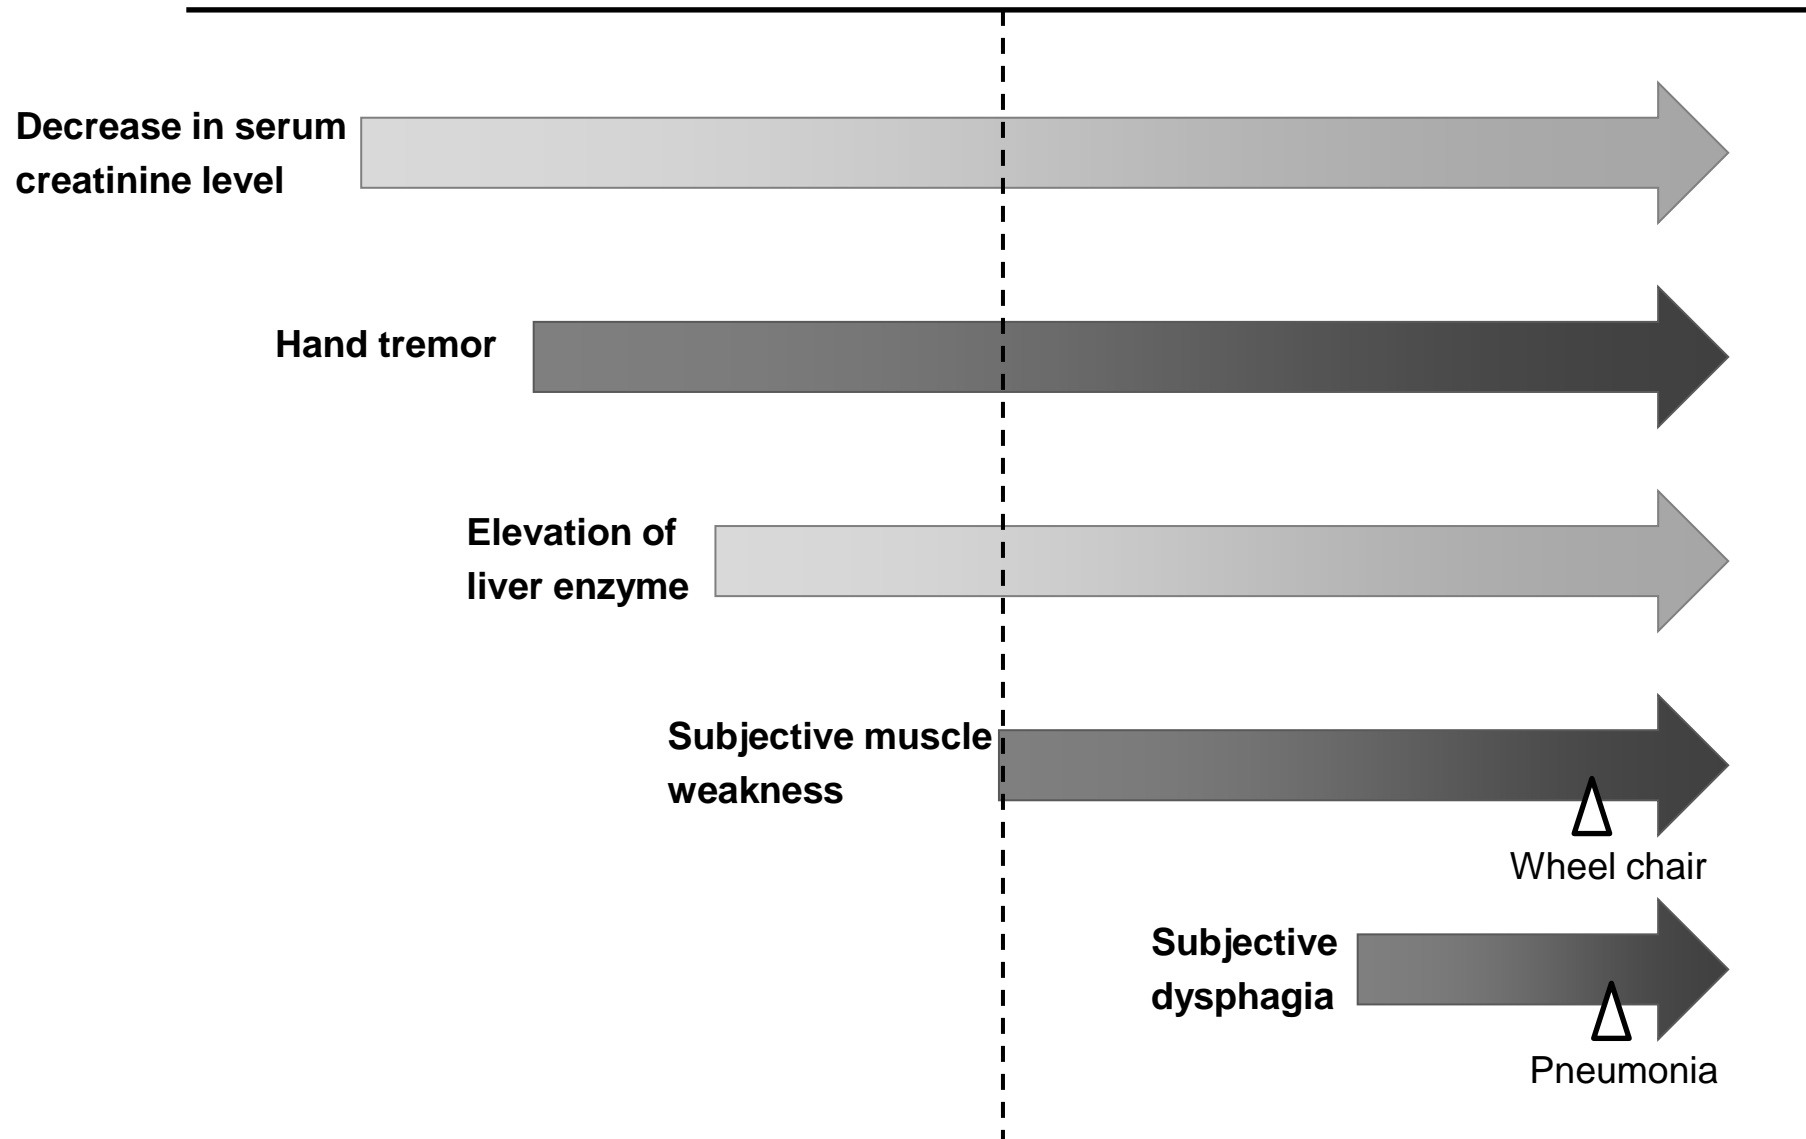 Decrease in serum
creatinine level
Hand tremor
Elevation of
liver enzyme
Subjective muscle
weakness
Wheel chair
Subjective
dysphagia
Pneumonia